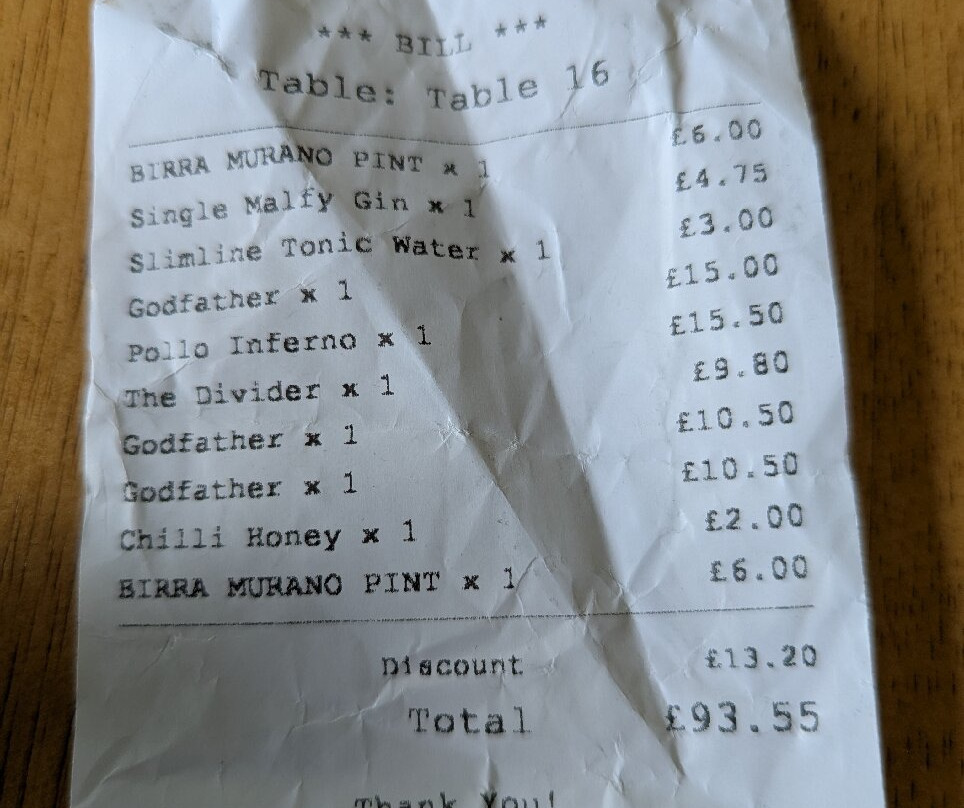 *** BILL ***
Table: Table 16
BIRRA MURANO PINT x 1 £6.00
Single Malfy Gin x 1 £4.75
Slimline Tonic Water x 1 £3.00
Godfather x 1 £15.00
Pollo Inferno x 1 £15.50
The Divider x 1 £9.80
Godfather x 1 £10.50
Godfather x 1 £10.50
Chilli Honey x 1 £2.00
BIRRA MURANO PINT x 1 £6.00
Discount £13.20
Total £93.55
Thank You!